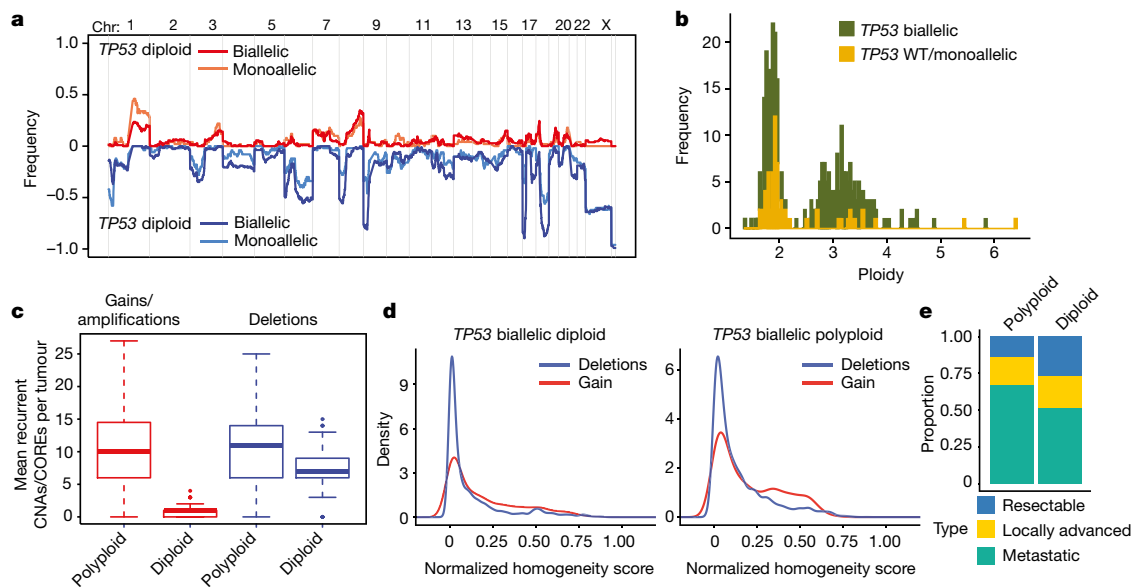 a
Chr: 1 2 3 5 7 9 11 13 15 17 20 22 X
TP53 diploid
Biallelic
Monoallelic
1.0
0.5
0
−0.5
−1.0
Frequency
TP53 diploid
Biallelic
Monoallelic
b
TP53 biallelic
TP53 WT/monoallelic
20
15
10
5
0
Frequency
2 3 4 5 6
Ploidy
c
Gains/
amplifications
Deletions
25
20
15
10
5
0
Mean recurrent
CNAs/COREs per tumour
Polyploid
Diploid
Polyploid
Diploid
d
TP53 biallelic diploid
Deletions
Gain
9
6
3
0
Density
0 0.25 0.50 0.75 1.00
Normalized homogeneity score
TP53 biallelic polyploid
Deletions
Gain
6
4
2
0
0 0.25 0.50 0.75 1.00
Normalized homogeneity score
e
Polyploid
Diploid
1.00
0.75
0.50
0.25
0
Proportion
Type
Resectable
Locally advanced
Metastatic